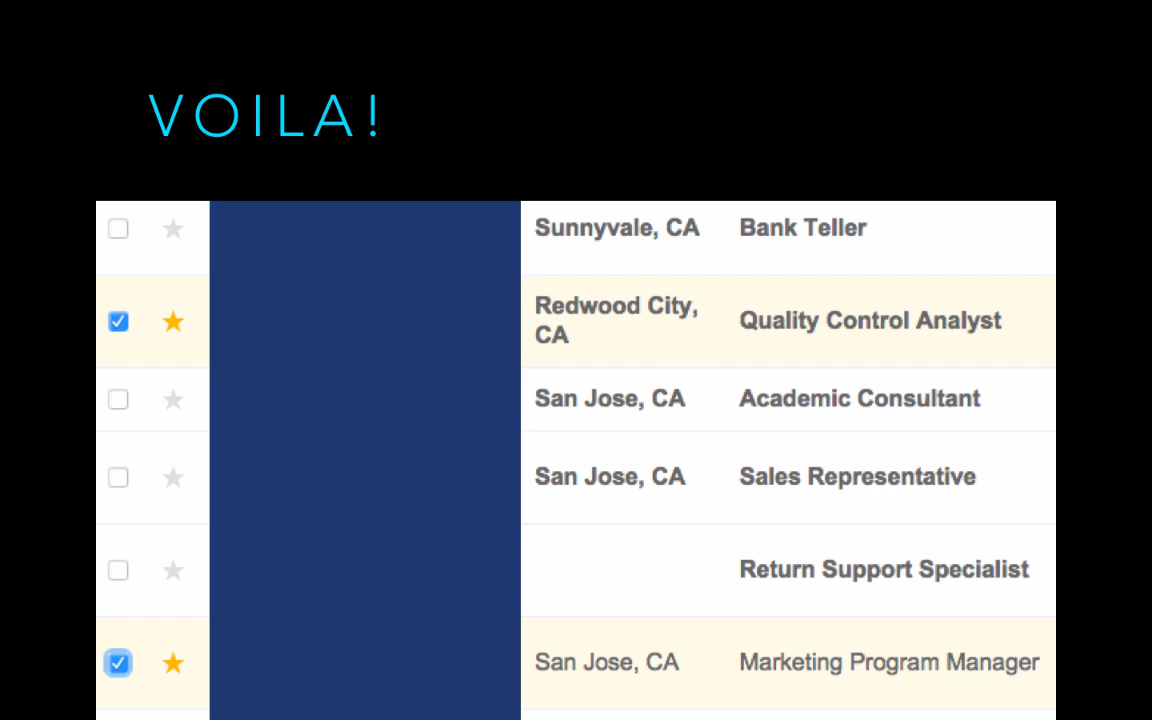 VOILA!
Sunnyvale, CA Bank Teller
Redwood City,
CA
Quality Control Analyst
San Jose, CA Academic Consultant
San Jose, CA Sales Representative
Return Support Specialist
San Jose, CA Marketing Program Manager